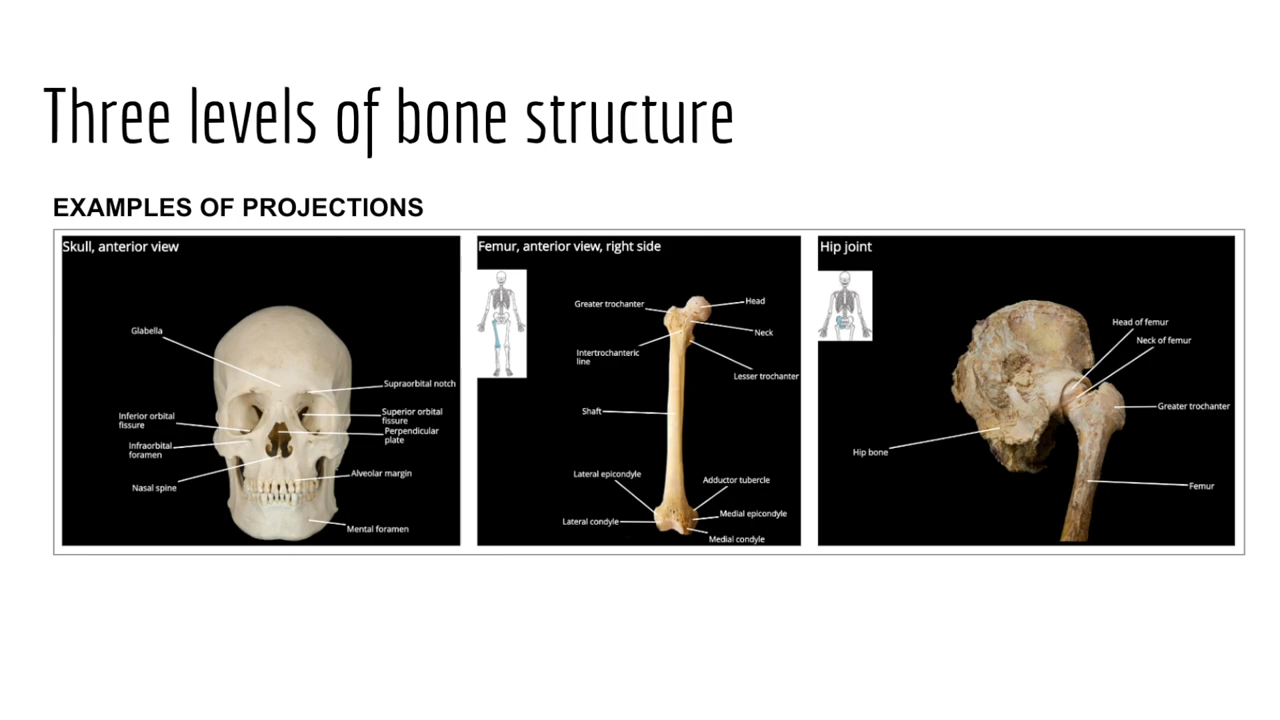 Three levels of bone structure
EXAMPLES OF PROJECTIONS
Skull, anterior view
Glabella
Supraorbital notch
Inferior orbital
fissure
Superior orbital
fissure
Perpendicular
plate
Infraorbital
foramen
Nasal spine
Alveolar margin
Mental foramen
Femur, anterior view, right side
Greater trochanter
Head
Neck
Intertrochanteric
line
Lesser trochanter
Shaft
Lateral epicondyle
Adductor tubercle
Lateral condyle
Medial epicondyle
Medial condyle
Hip joint
Head of femur
Neck of femur
Greater trochanter
Hip bone
Femur